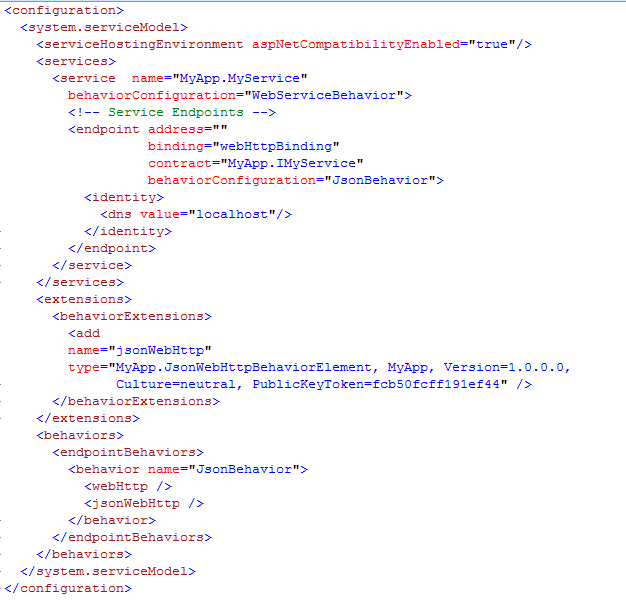 <configuration>
<system.serviceModel>
<serviceHostingEnvironment aspNetCompatibilityEnabled="true"/>
<services>
<service  name="MyApp.MyService"
behaviorConfiguration="WebServiceBehavior">
<!-- Service Endpoints -->
<endpoint address=""
binding="webHttpBinding"
contract="MyApp.IMyService"
behaviorConfiguration="JsonBehavior">
<identity>
<dns value="localhost"/>
</identity>
</endpoint>
</service>
</services>
<extensions>
<behaviorExtensions>
<add
name="jsonWebHttp"
type="MyApp.JsonWebHttpBehaviorElement, MyApp, Version=1.0.0.0,
Culture=neutral, PublicKeyToken=fcb50fcff191ef44" />
</behaviorExtensions>
</extensions>
<behaviors>
<endpointBehaviors>
<behavior name="JsonBehavior">
<webHttp />
<jsonWebHttp />
</behavior>
</endpointBehaviors>
</behaviors>
</system.serviceModel>
</configuration>